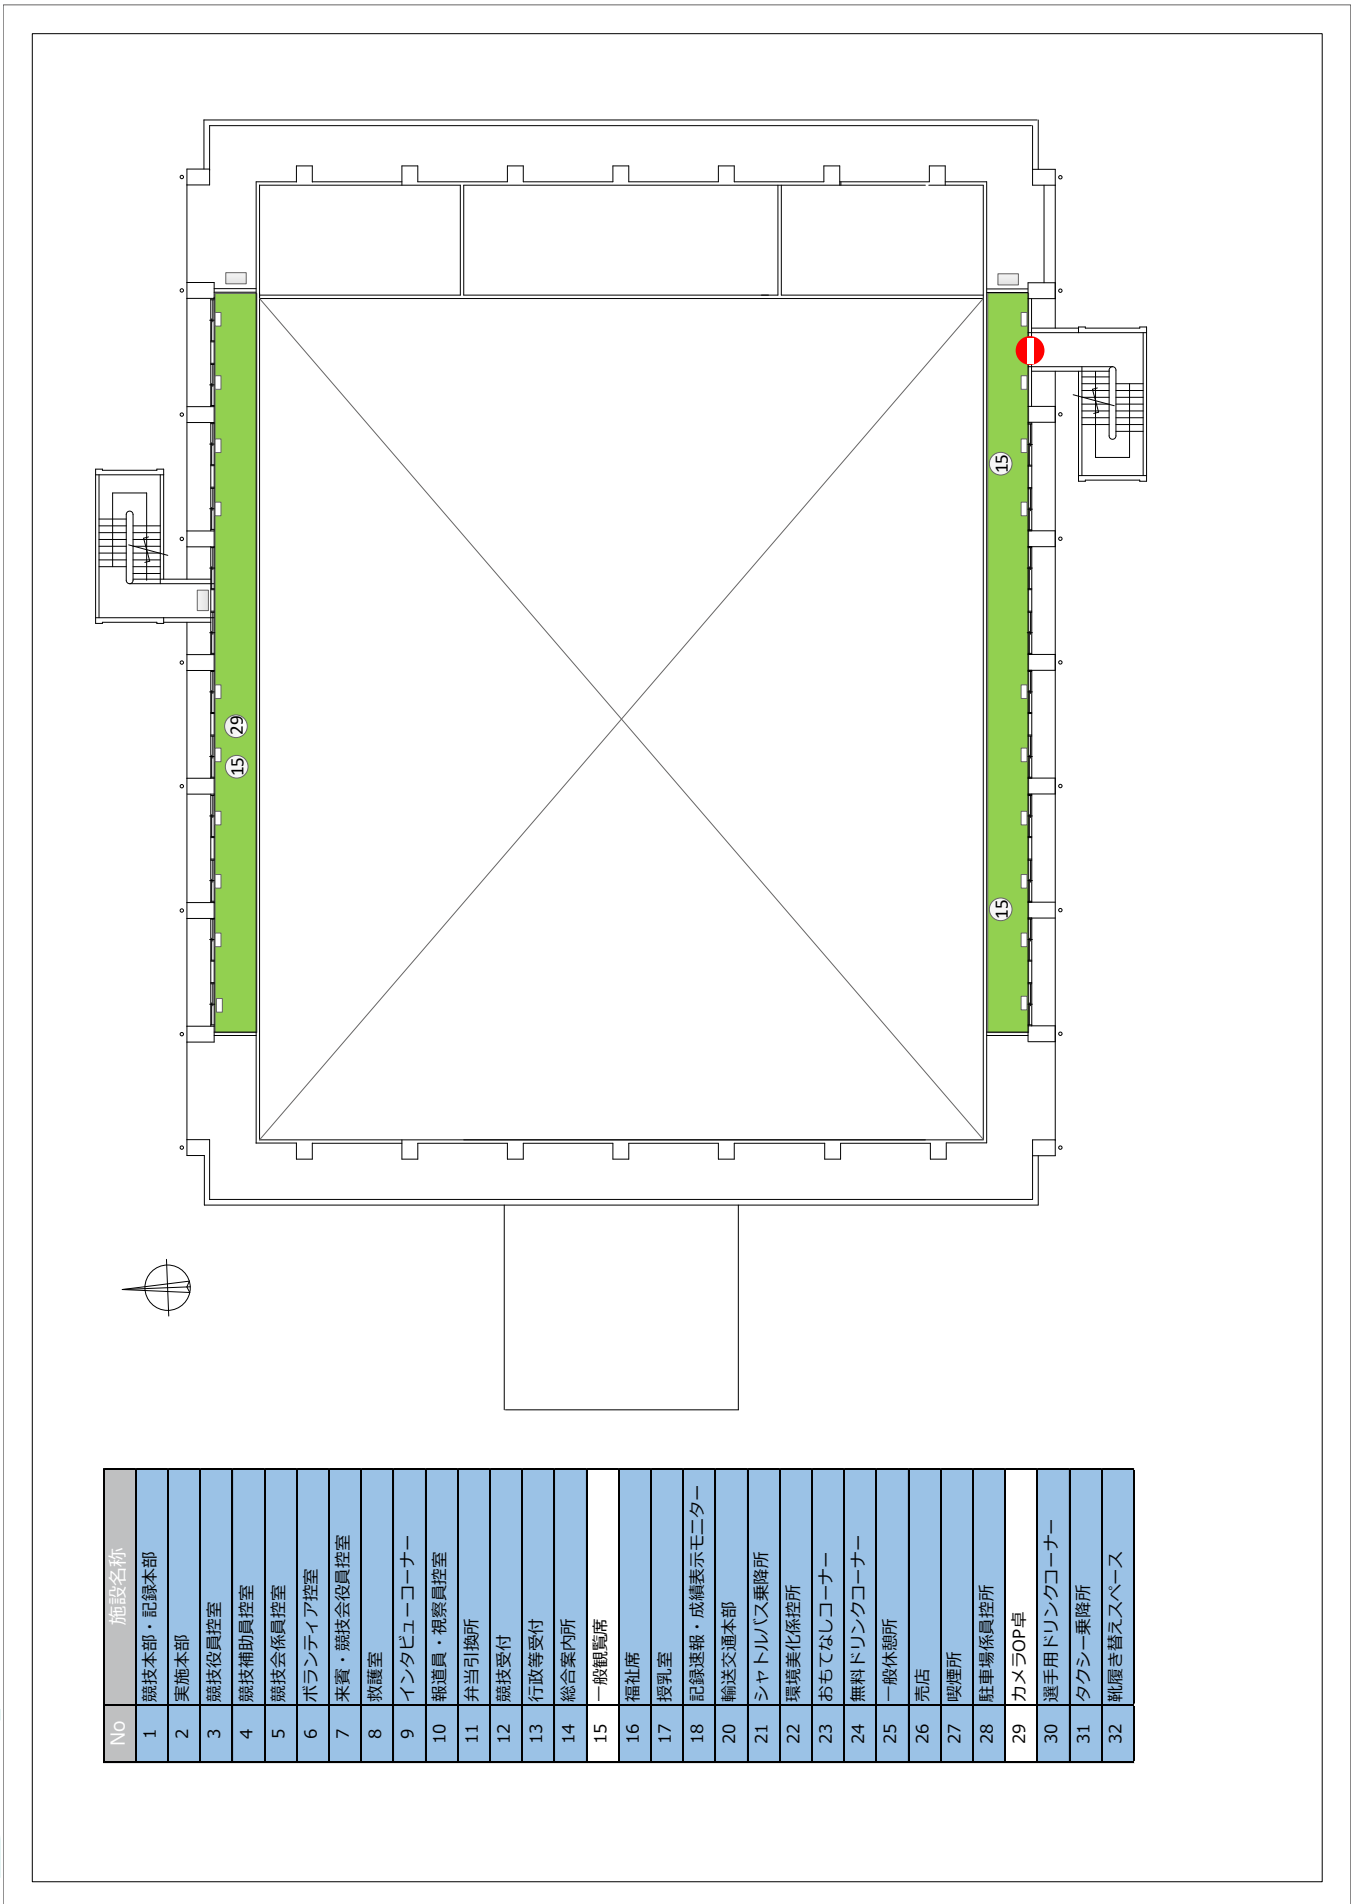 29
15
15
15
No 施設名称
1 競技本部・記録本部
2 実施本部
3 競技役員控室
4 競技補助員控室
5 競技会係員控室
6 ボランティア控室
7 来賓・競技会役員控室
8 救護室
9 インタビューコーナー
10 報道員・視察員控室
11 弁当引換所
12 競技受付
13 行政等受付
14 総合案内所
15 一般観覧席
16 福祉席
17 授乳室
18 記録速報・成績表示モニター
20 輸送交通本部
21 シャトルバス乗降所
22 環境美化係控所
23 おもてなしコーナー
24 無料ドリンクコーナー
25 一般休憩所
26 売店
27 喫煙所
28 駐車場係員控所
29 カメラOP卓
30 選手用ドリンクコーナー
31 タクシー乗降所
32 靴履き替えスペース